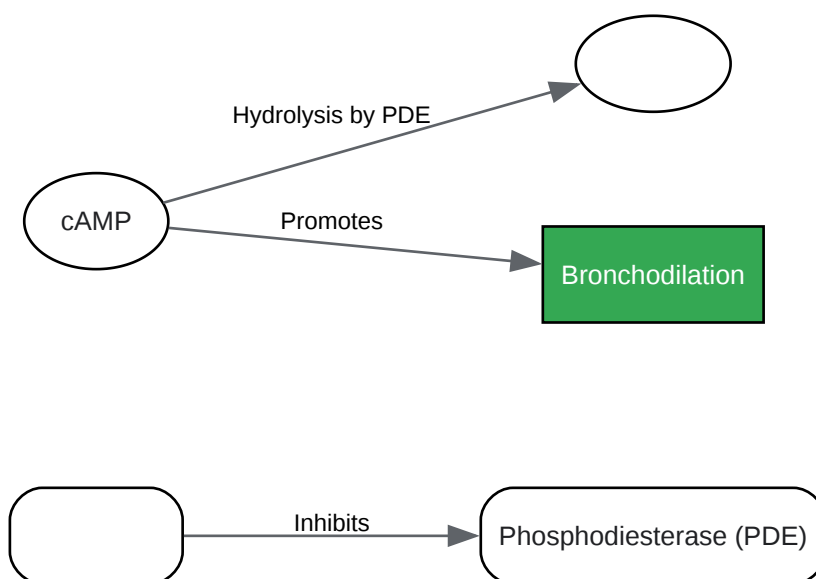 Hydrolysis by PDE
cAMP
Promotes
Bronchodilation
Inhibits
Phosphodiesterase (PDE)